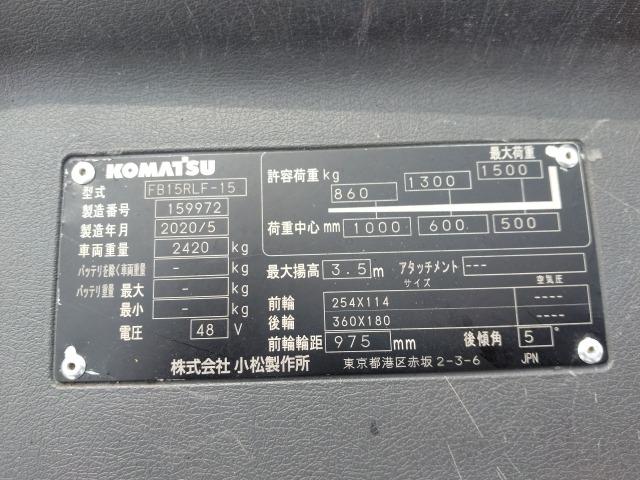 KOMATSU
型式 FB15RLF-15
製造番号 159972
製造年月 2020/5
車両重量 2420 kg
バッテリを除く車両重量 - kg
バッテリ重量 最大 - kg
最小 - kg
電圧 48 V
最大荷重
許容荷重 kg 860 1300 1500
荷重中心 mm 1000 600 500
最大揚高 3.5 m アタッチメント ---
サイズ 空気圧
前輪 254X114 ----
後輪 360X180 ----
前輪輪距 975 mm 後傾角 5°
株式会社 小松製作所 東京都港区赤坂2-3-6 JPN